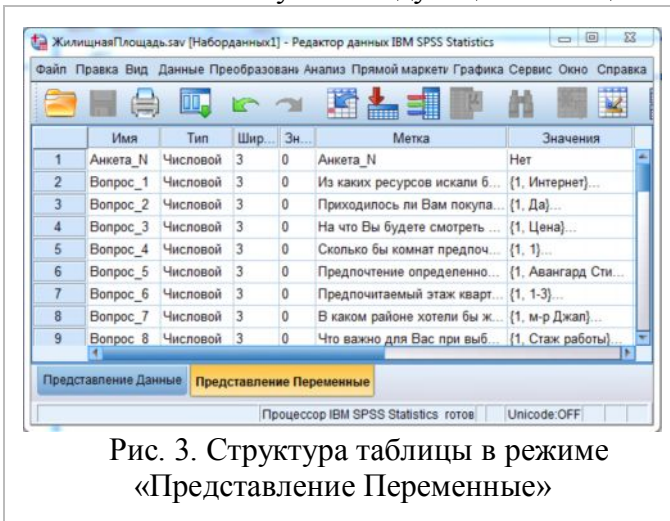 ЖилищнаяПлощадь.sav [Наборданных1] - Редактор данных IBM SPSS Statistics
Файл Правка Вид Данные Преобразовань Анализ Прямой маркети Графика Сервис Окно Справка
Имя Тип Шир... Зн... Метка Значения
1 Анкета_N Числовой 3 0 Анкета_N Нет
2 Вопрос_1 Числовой 3 0 Из каких ресурсов искали б... {1, Интернет}...
3 Вопрос_2 Числовой 3 0 Приходилось ли Вам покупа... {1, Да}...
4 Вопрос_3 Числовой 3 0 На что Вы будете смотреть ... {1, Цена}...
5 Вопрос_4 Числовой 3 0 Сколько бы комнат предпоч... {1, 1}...
6 Вопрос_5 Числовой 3 0 Предпочтение определенно... {1, Авангард Сти...
7 Вопрос_6 Числовой 3 0 Предпочитаемый этаж кварт... {1, 1-3}...
8 Вопрос_7 Числовой 3 0 В каком районе хотели бы ж... {1, м-р Джал}...
9 Вопрос_8 Числовой 3 0 Что важно для Вас при выб... {1, Стаж работы}...
Представление Данные Представление Переменные
Процессор IBM SPSS Statistics готов Unicode:OFF
Рис. 3. Структура таблицы в режиме
«Представление Переменные»